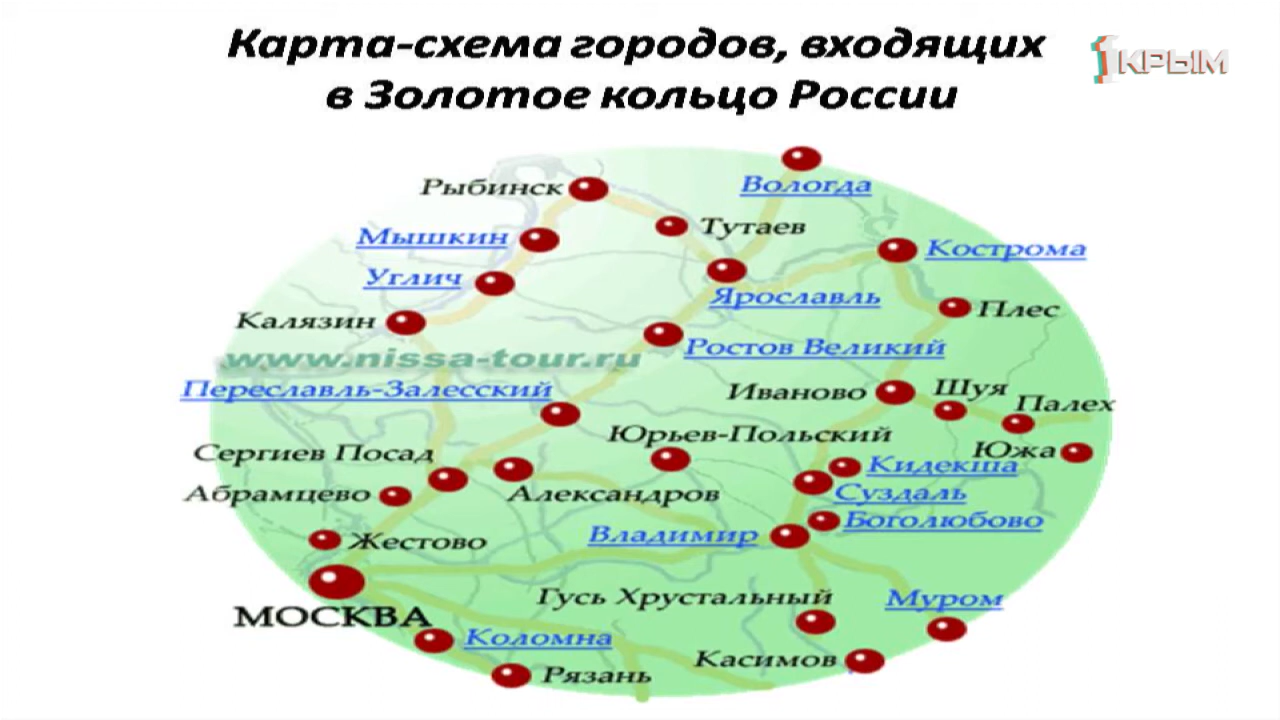 Карта-схема городов, входящих
в Золотое кольцо России
1 КРЫМ
Рыбинск
Вологда
Мышкин
Тутаев
Углич
Кострома
Ярославль
Калязин
Плес
www.nissa-tour.ru
Ростов Великий
Переславль-Залесский
Иваново
Шуя
Палех
Юрьев-Польский
Сергиев Посад
Южа
Кидекша
Абрамцево
Александров
Суздаль
Боголюбово
Владимир
Жестово
Гусь Хрустальный
Муром
МОСКВА
Коломна
Касимов
Рязань